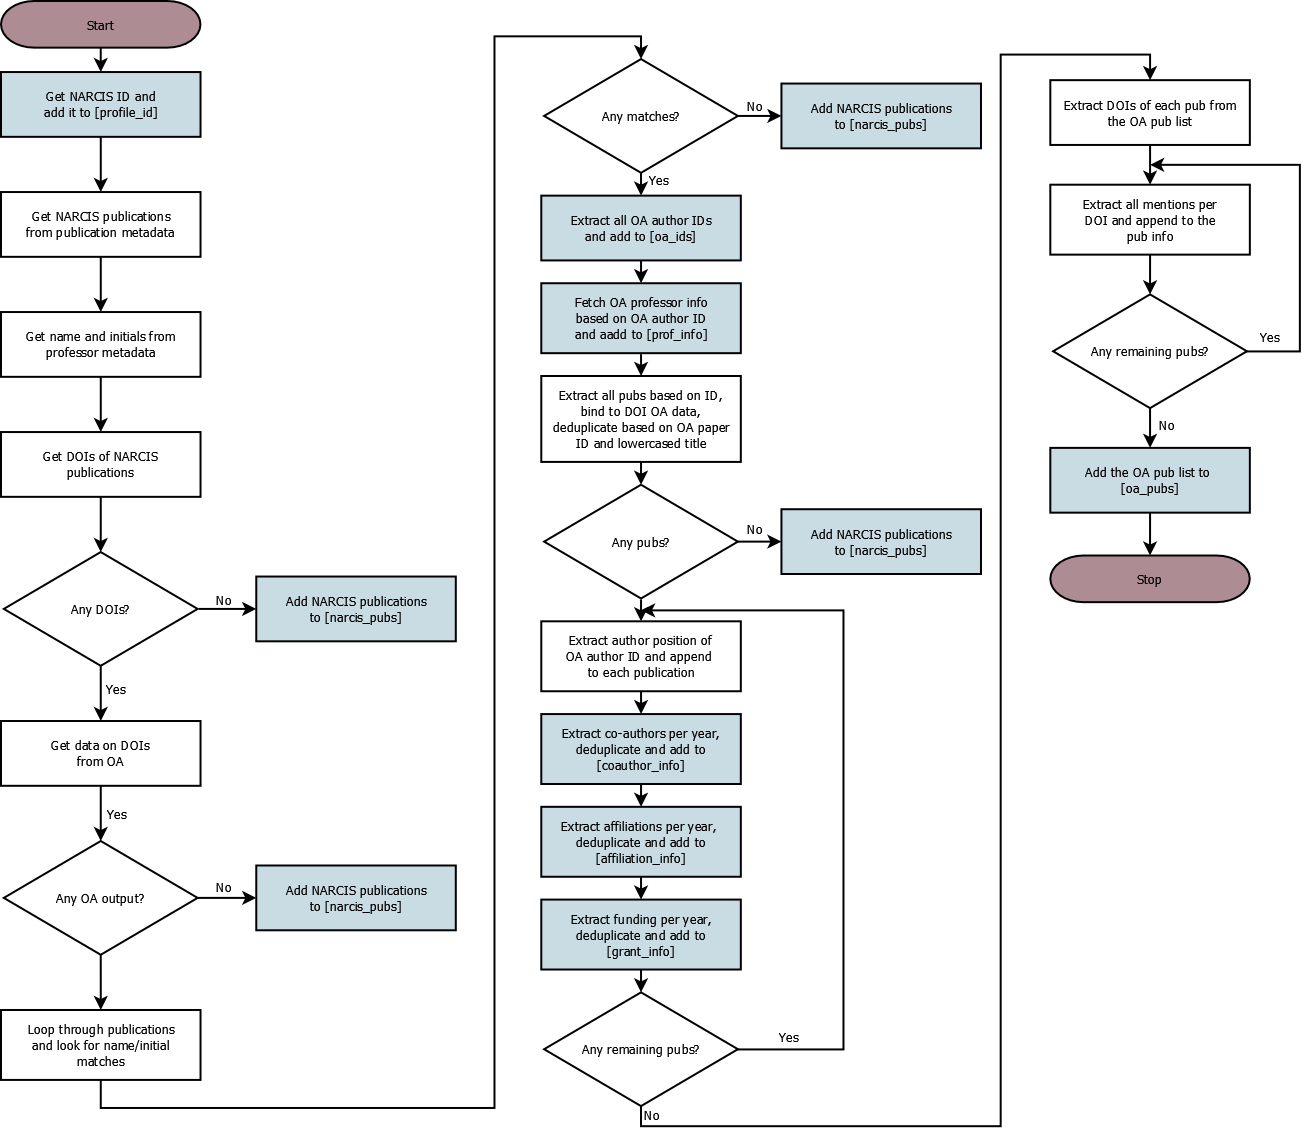 Start
Get NARCIS ID and
add it to [profile_id]
Get NARCIS publications
from publication metadata
Get name and initials from
professor metadata
Get DOIs of NARCIS
publications
Any DOIs?
No
Add NARCIS publications
to [narcis_pubs]
Yes
Get data on DOIs
from OA
Yes
Any OA output?
No
Add NARCIS publications
to [narcis_pubs]
Loop through publications
and look for name/initial
matches
Any matches?
No
Add NARCIS publications
to [narcis_pubs]
Yes
Extract all OA author IDs
and add to [oa_ids]
Fetch OA professor info
based on OA author ID
and aadd to [prof_info]
Extract all pubs based on ID,
bind to DOI OA data,
deduplicate based on OA paper
ID and lowercased title
Any pubs?
No
Add NARCIS publications
to [narcis_pubs]
Extract author position of
OA author ID and append
to each publication
Extract co-authors per year,
deduplicate and add to
[coauthor_info]
Extract affiliations per year,
deduplicate and add to
[affiliation_info]
Extract funding per year,
deduplicate and add to
[grant_info]
Any remaining pubs?
Yes
No
Extract DOIs of each pub from
the OA pub list
Extract all mentions per
DOI and append to the
pub info
Any remaining pubs?
Yes
No
Add the OA pub list to
[oa_pubs]
Stop